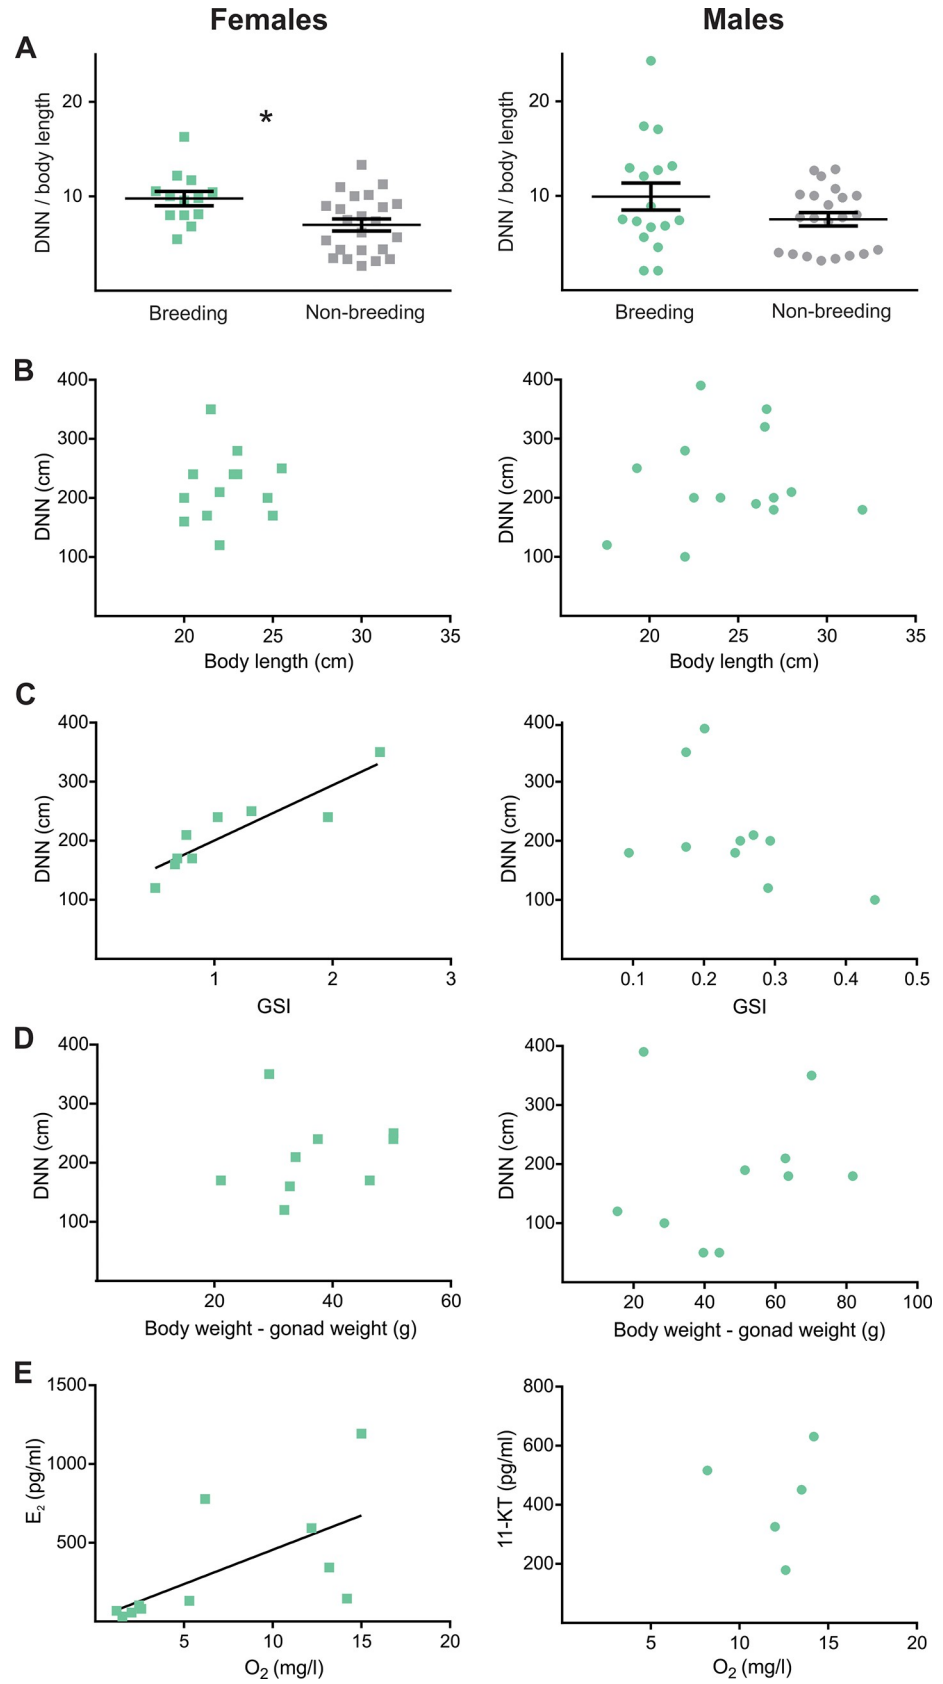 Females
Males
A
DNN / body length
20
10
*
Breeding
Non-breeding
DNN / body length
20
10
Breeding
Non-breeding
B
DNN (cm)
400
300
200
100
20
25
30
35
Body length (cm)
DNN (cm)
400
300
200
100
20
25
30
35
Body length (cm)
C
DNN (cm)
400
300
200
100
1
2
3
GSI
DNN (cm)
400
300
200
100
0.1
0.2
0.3
0.4
0.5
GSI
D
DNN (cm)
400
300
200
100
20
40
60
Body weight - gonad weight (g)
DNN (cm)
400
300
200
100
20
40
60
80
100
Body weight - gonad weight (g)
E
E₂ (pg/ml)
1500
1000
500
5
10
15
20
O₂ (mg/l)
11-KT (pg/ml)
800
600
400
200
5
10
15
20
O₂ (mg/l)